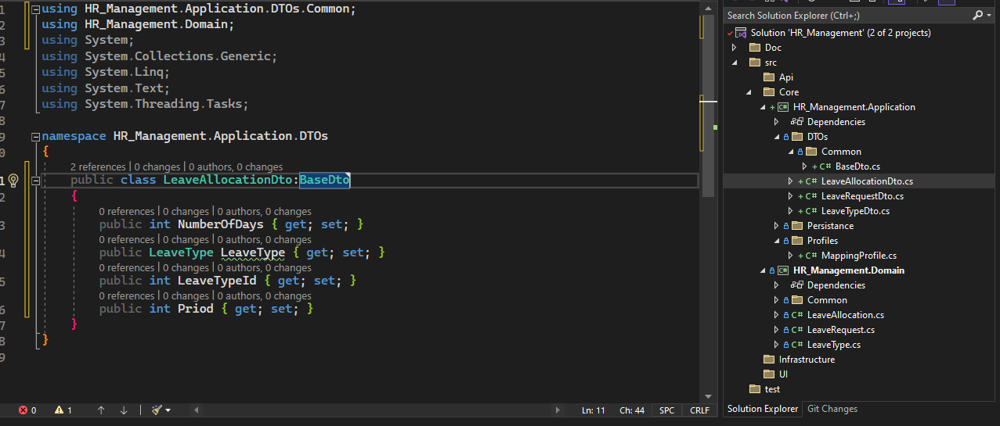 1 using HR_Management.Application.DTOs.Common;
2 using HR_Management.Domain;
3 using System;
4 using System.Collections.Generic;
5 using System.Linq;
6 using System.Text;
7 using System.Threading.Tasks;
8
9 namespace HR_Management.Application.DTOs
0 {
2 references | 0 changes | 0 authors, 0 changes
1 public class LeaveAllocationDto:BaseDto
2 {
0 references | 0 changes | 0 authors, 0 changes
3 public int NumberOfDays { get; set; }
0 references | 0 changes | 0 authors, 0 changes
4 public LeaveType LeaveType { get; set; }
0 references | 0 changes | 0 authors, 0 changes
5 public int LeaveTypeId { get; set; }
0 references | 0 changes | 0 authors, 0 changes
6 public int Priod { get; set; }
7 }
8 }
9
0 1 Ln: 11 Ch: 44 SPC CRLF
Search Solution Explorer (Ctrl+;)
Solution 'HR_Management' (2 of 2 projects)
Doc
src
Api
Core
+ C# HR_Management.Application
Dependencies
DTOs
Common
+ C# BaseDto.cs
+ C# LeaveAllocationDto.cs
+ C# LeaveRequestDto.cs
+ C# LeaveTypeDto.cs
Persistance
Profiles
+ C# MappingProfile.cs
C# HR_Management.Domain
Dependencies
Common
C# LeaveAllocation.cs
C# LeaveRequest.cs
C# LeaveType.cs
Infrastructure
UI
test
Solution Explorer Git Changes